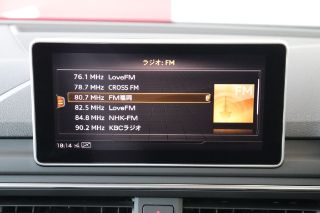 ラジオ: FM
76.1 MHz LoveFM
78.7 MHz CROSS FM
80.7 MHz FM福岡
82.5 MHz LoveFM
84.8 MHz NHK-FM
90.2 MHz KBCラジオ
FM
18:14